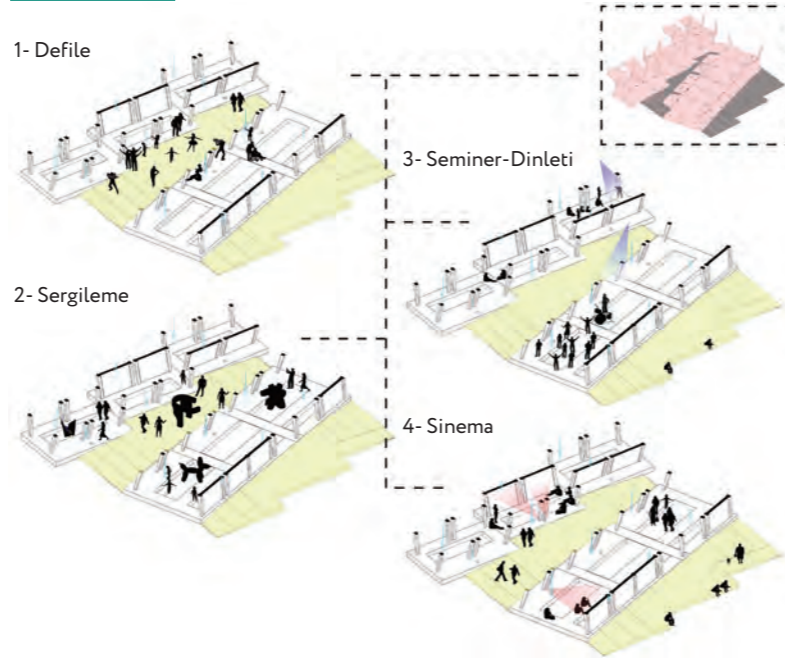 1- Defile
3- Seminer-Dinleti
2- Sergileme
4- Sinema